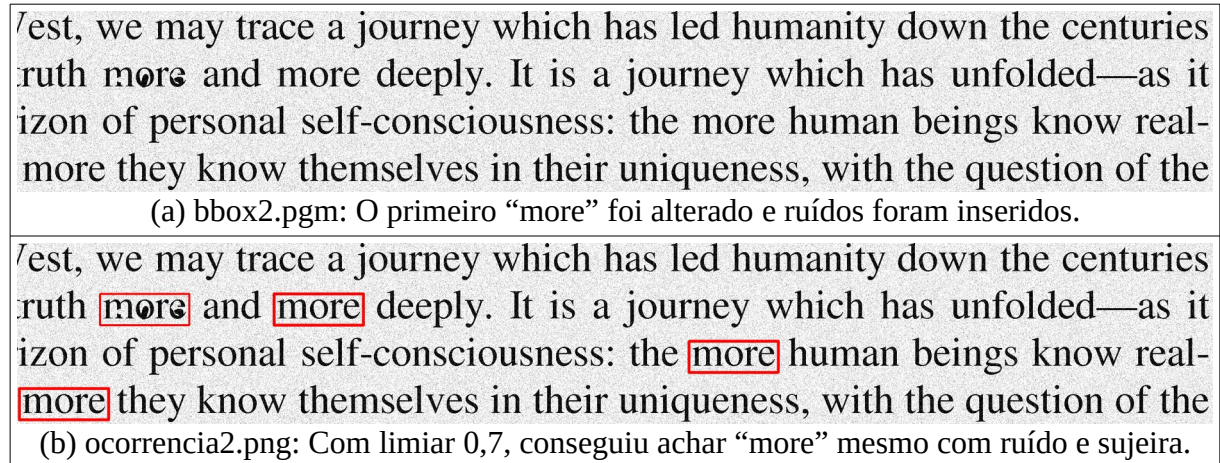 est, we may trace a journey which has led humanity down the centuries
ruth more and more deeply. It is a journey which has unfolded—as it
izon of personal self-consciousness: the more human beings know real-
more they know themselves in their uniqueness, with the question of the
(a) bbox2.pgm: O primeiro “more” foi alterado e ruídos foram inseridos.
est, we may trace a journey which has led humanity down the centuries
ruth more and more deeply. It is a journey which has unfolded—as it
izon of personal self-consciousness: the more human beings know real-
more they know themselves in their uniqueness, with the question of the
(b) ocorrencia2.png: Com limiar 0,7, conseguiu achar “more” mesmo com ruído e sujeira.